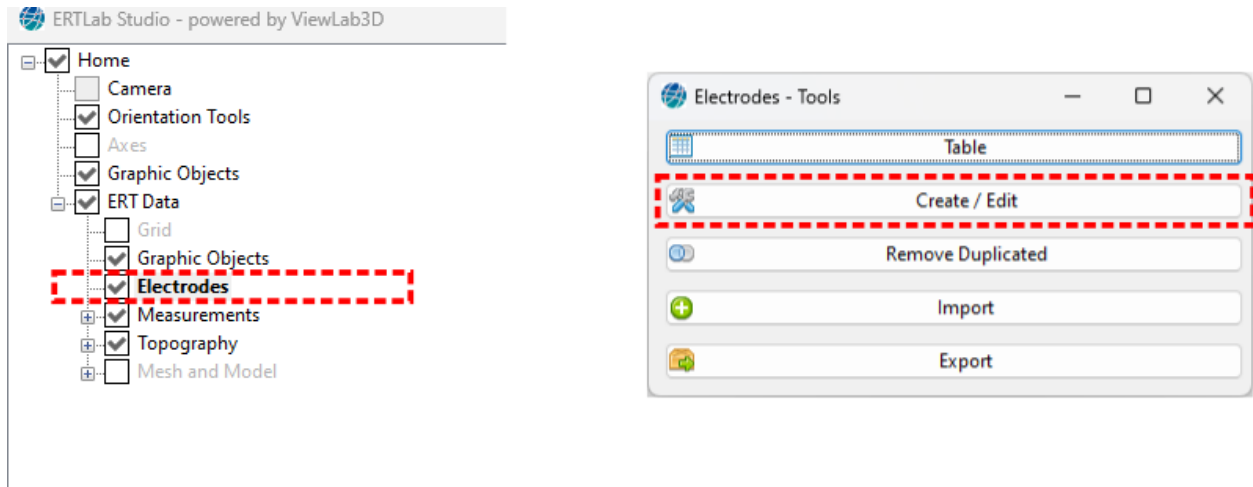 ERTLab Studio - powered by ViewLab3D
Home
Camera
Orientation Tools
Axes
Graphic Objects
ERT Data
Grid
Graphic Objects
Electrodes
Measurements
Topography
Mesh and Model
Electrodes - Tools
Table
Create / Edit
Remove Duplicated
Import
Export